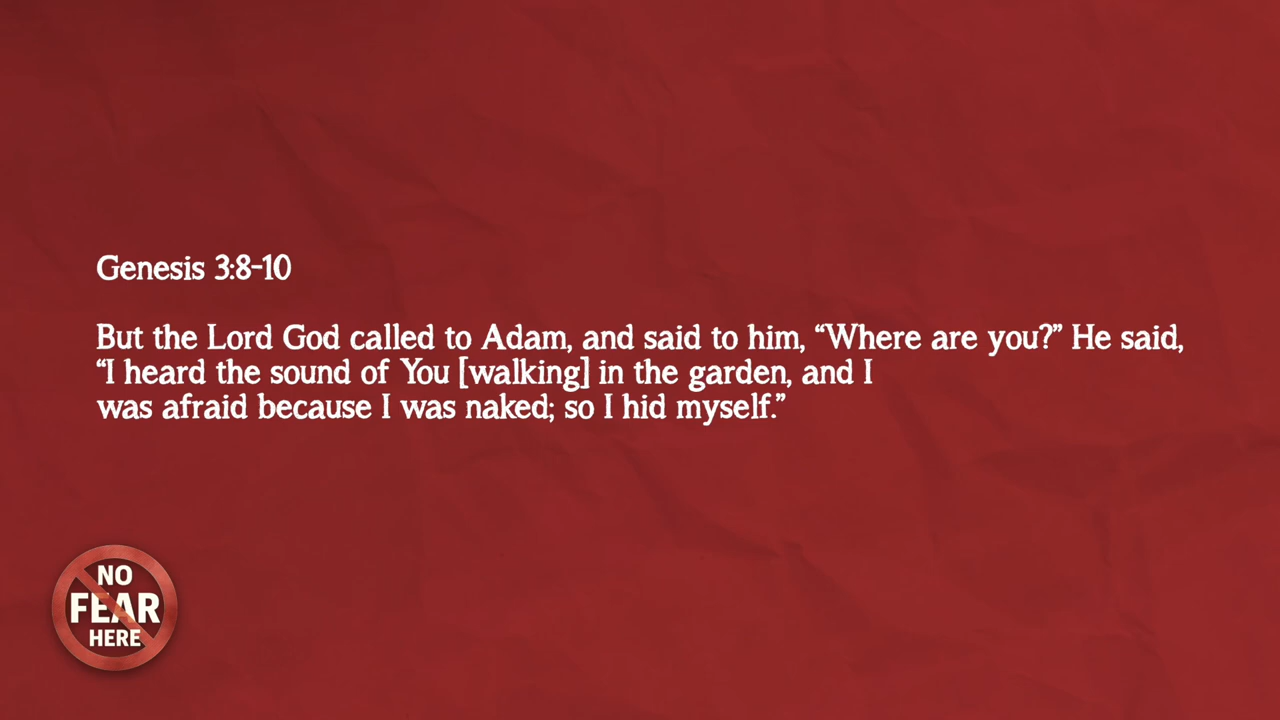 Genesis 3:8-10
But the Lord God called to Adam, and said to him, “Where are you?” He said,
“I heard the sound of You [walking] in the garden, and I
was afraid because I was naked; so I hid myself.”
NO
FEAR
HERE